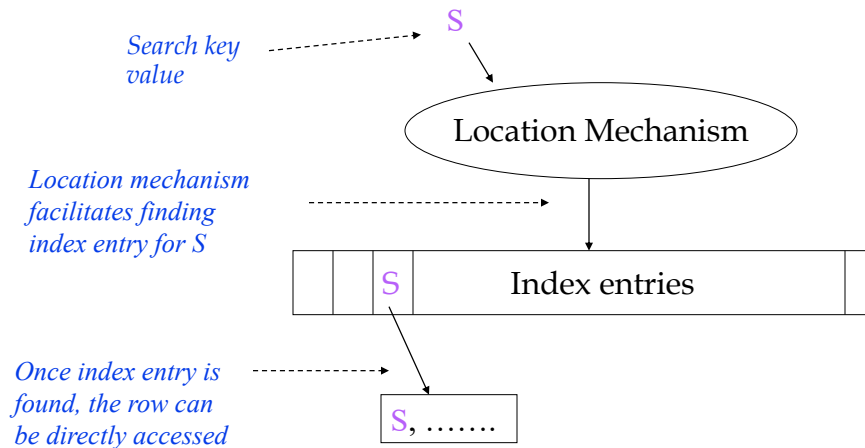 S
Search key
value
Location Mechanism
Location mechanism
facilitates finding
index entry for S
S
Index entries
Once index entry is
found, the row can
be directly accessed
S, …….